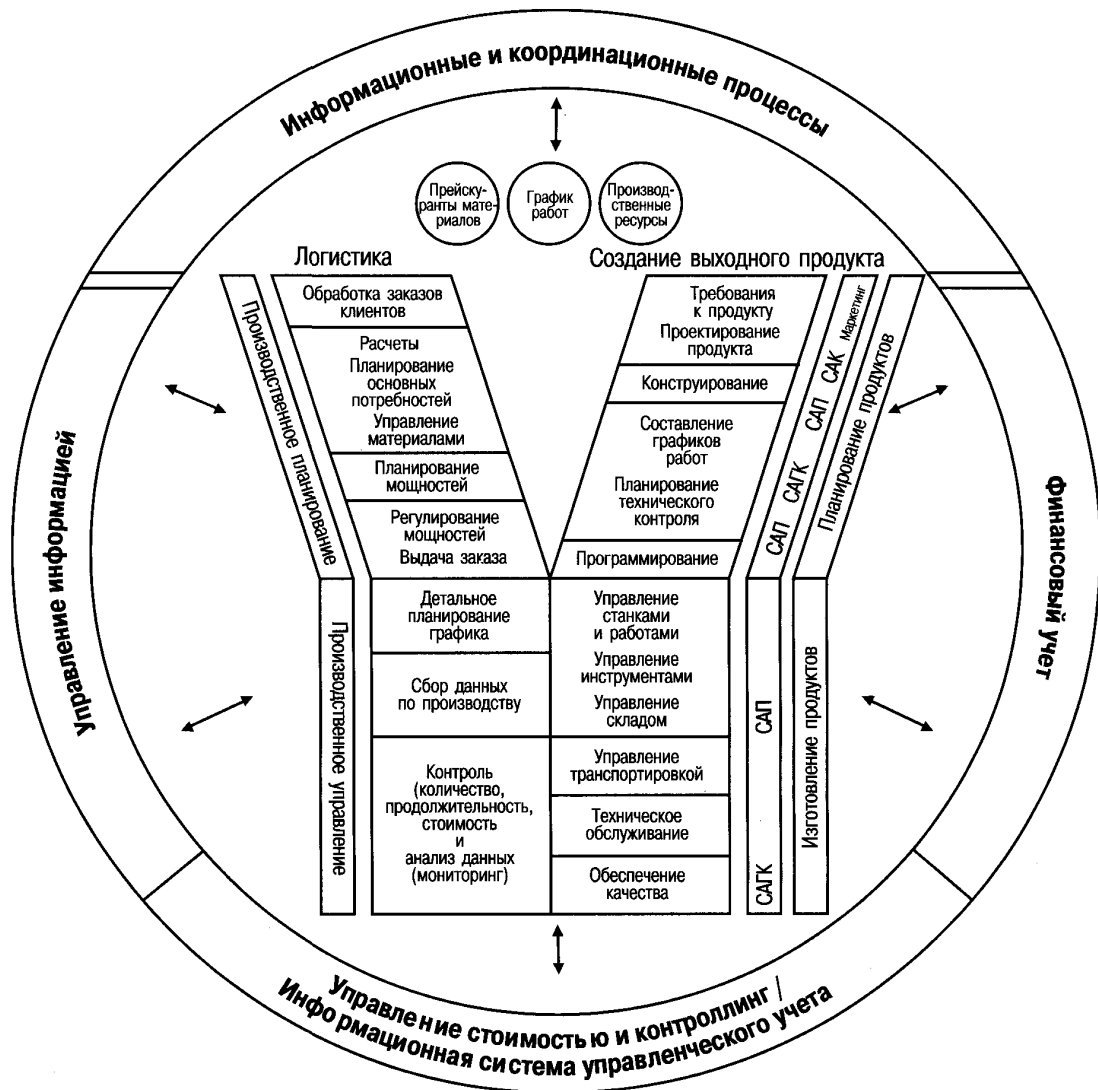 Информационные и координационные процессы
Прейску-
ранты мате-
риалов
График
работ
Производ-
ственные
ресурсы
Логистика
Создание выходного продукта
Производственное планирование
Обработка заказов
клиентов
Расчеты
Планирование
основных
потребностей
Управление
материалами
Планирование
мощностей
Регулирование
мощностей
Выдача заказа
Требования
к продукту
Проектирование
продукта
Конструирование
Составление
графиков
работ
Планирование
технического
контроля
Программирование
САП САГК САП САК Маркетинг
Планирование продуктов
Управление информацией
Финансовый учет
Производственное управление
Детальное
планирование
графика
Сбор данных
по производству
Контроль
(количество,
продолжительность,
стоимость
и
анализ данных
(мониторинг)
Управление
станками
и работами
Управление
инструментами
Управление
складом
Управление
транспортировкой
Техническое
обслуживание
Обеспечение
качества
САГК САП
Изготовление продуктов
Управление стоимостью и контроллинг /
Информационная система управленческого учета